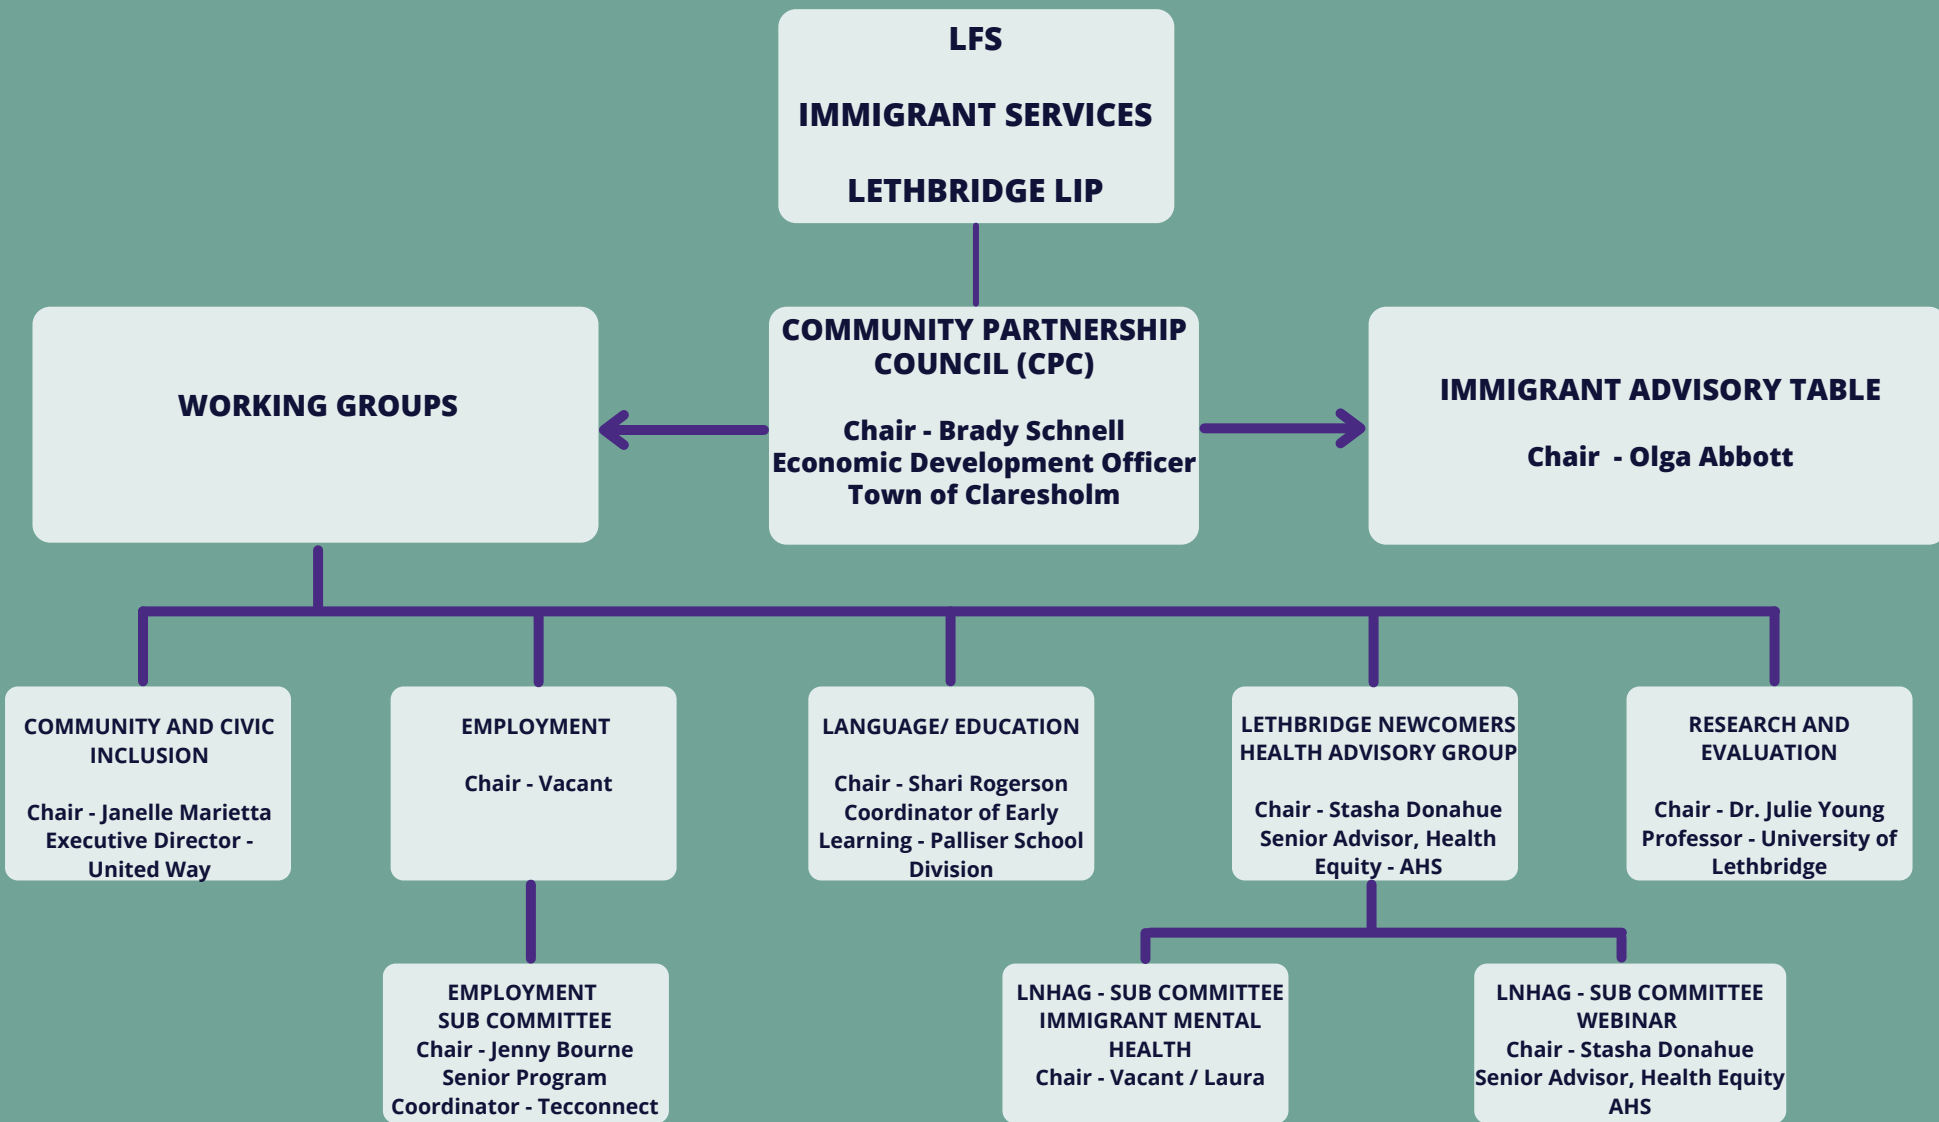 LFS
IMMIGRANT SERVICES
LETHBRIDGE LIP
WORKING GROUPS
COMMUNITY PARTNERSHIP
COUNCIL (CPC)
Chair - Brady Schnell
Economic Development Officer
Town of Claresholm
IMMIGRANT ADVISORY TABLE
Chair - Olga Abbott
COMMUNITY AND CIVIC
INCLUSION
Chair - Janelle Marietta
Executive Director -
United Way
EMPLOYMENT
Chair - Vacant
LANGUAGE/ EDUCATION
Chair - Shari Rogerson
Coordinator of Early
Learning - Palliser School
Division
LETHBRIDGE NEWCOMERS
HEALTH ADVISORY GROUP
Chair - Stasha Donahue
Senior Advisor, Health
Equity - AHS
RESEARCH AND
EVALUATION
Chair - Dr. Julie Young
Professor - University of
Lethbridge
EMPLOYMENT
SUB COMMITTEE
Chair - Jenny Bourne
Senior Program
Coordinator - Tecconnect
LNHAG - SUB COMMITTEE
IMMIGRANT MENTAL
HEALTH
Chair - Vacant / Laura
LNHAG - SUB COMMITTEE
WEBINAR
Chair - Stasha Donahue
Senior Advisor, Health Equity
AHS